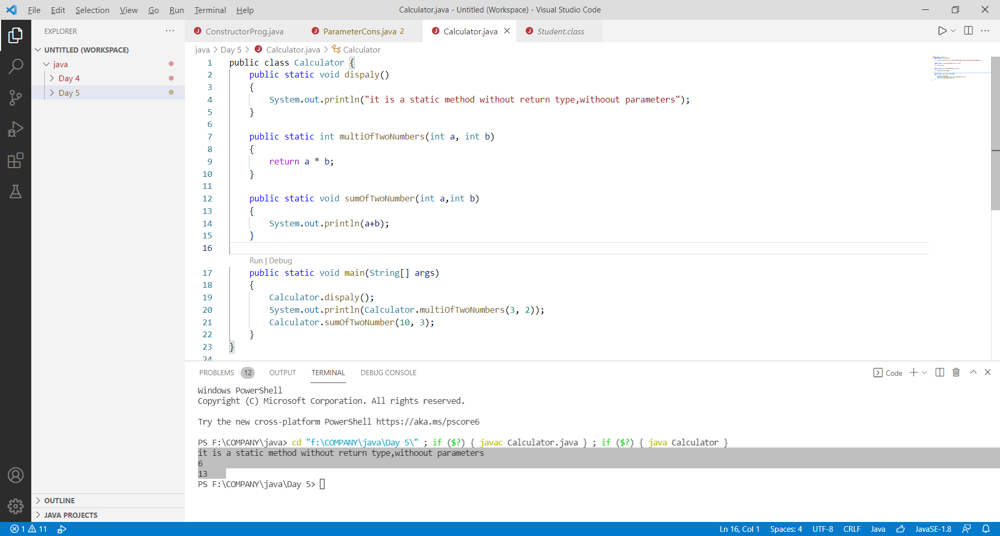 File Edit Selection View Go Run Terminal Help
Calculator.java - Untitled (Workspace) - Visual Studio Code
EXPLORER
UNTITLED (WORKSPACE)
java
Day 4
Day 5
OUTLINE
JAVA PROJECTS
ConstructorProg.java
ParameterCons.java 2
Calculator.java
Student.class
java > Day 5 > Calculator.java > Calculator
1 public class Calculator {
2 public static void dispaly()
3 {
4 System.out.println("it is a static method without return type,withoout parameters");
5 }
6
7 public static int multiOfTwoNumbers(int a, int b)
8 {
9 return a * b;
10 }
11
12 public static void sumOfTwoNumber(int a,int b)
13 {
14 System.out.println(a+b);
15 }
16
Run | Debug
17 public static void main(String[] args)
18 {
19 Calculator.dispaly();
20 System.out.println(Calculator.multiOfTwoNumbers(3, 2));
21 Calculator.sumOfTwoNumber(10, 3);
22 }
23 }
24
PROBLEMS 12 OUTPUT TERMINAL DEBUG CONSOLE
Code
Windows PowerShell
Copyright (C) Microsoft Corporation. All rights reserved.
Try the new cross-platform PowerShell https://aka.ms/pscore6
PS F:\COMPANY\java> cd "f:\COMPANY\java\Day 5\" ; if ($?) { javac Calculator.java } ; if ($?) { java Calculator }
it is a static method without return type,withoout parameters
6
13
PS F:\COMPANY\java\Day 5>
1 11
Ln 16, Col 1 Spaces: 4 UTF-8 CRLF Java JavaSE-1.8